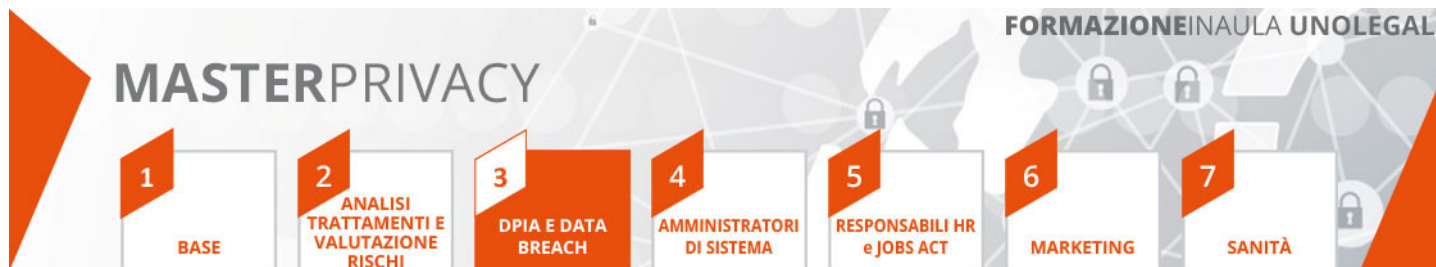 FORMAZIONEINAULA UNOLEGAL
MASTERPRIVACY
1
BASE
2
ANALISI
TRATTAMENTI E
VALUTAZIONE
RISCHI
3
DPIA E DATA
BREACH
4
AMMINISTRATORI
DI SISTEMA
5
RESPONSABILI HR
e JOBS ACT
6
MARKETING
7
SANITÀ